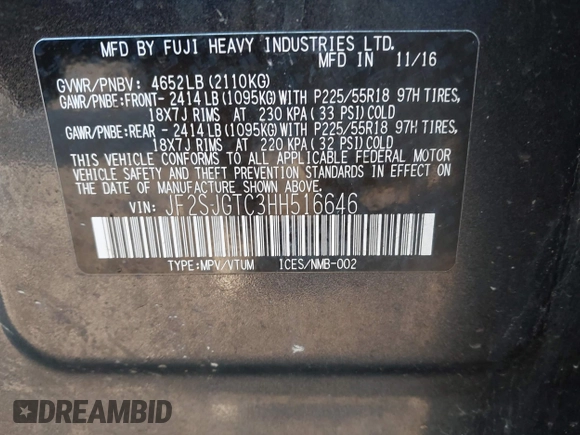 MFD BY FUJI HEAVY INDUSTRIES LTD.
MFD IN 11/16
GVWR/PNBV: 4652LB (2110KG)
GAWR/PNBE:FRONT- 2414 LB (1095KG) WITH P225/55R18 97H TIRES,
18X7J RIMS AT 230 KPA (33 PSI) COLD
GAWR/PNBE:REAR - 2414 LB (1095KG) WITH P225/55R18 97H TIRES,
18X7J RIMS AT 220 KPA (32 PSI) COLD
THIS VEHICLE CONFORMS TO ALL APPLICABLE FEDERAL MOTOR
VEHICLE SAFETY AND THEFT PREVENTION STANDARDS IN EFFECT ON
THE DATE OF MANUFACTURE SHOWN ABOVE.
VIN: JF2SJGTC3HH516646
TYPE:MPV/VTUM ICES/NMB-002
DREAMBID